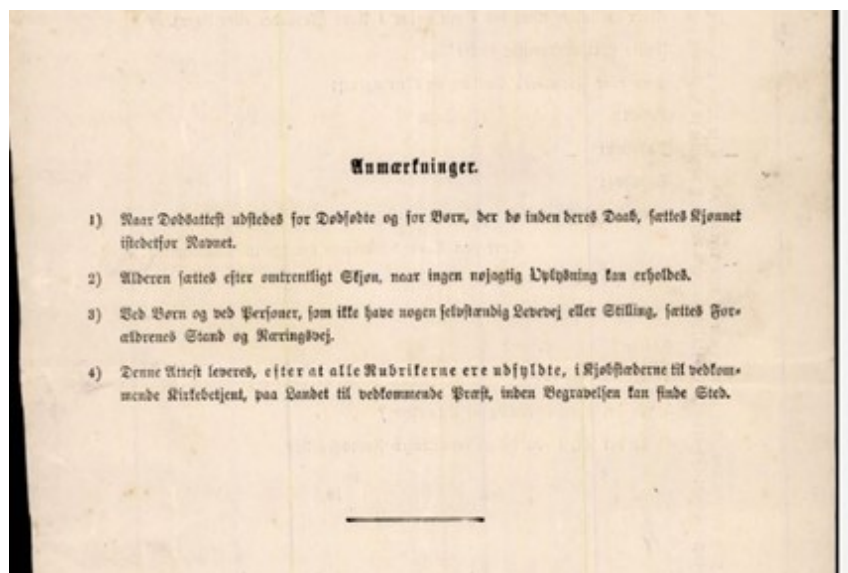 Anmærkninger.
1) Naar Dødsattest udstedes for Dødfødte og for Børn, der dø inden deres Daab, sættes Kjønnet
istedetfor Navnet.
2) Alderen sættes efter omtrentligt Skjøn, naar ingen nøjagtig Oplysning kan erholdes.
3) Ved Børn og ved Personer, som ikke have nogen selvstændig Levevej eller Stilling, sættes For-
ældrenes Stand og Næringsvej.
4) Denne Attest leveres, efter at alle Rubrikerne ere udfyldte, i Kjøbstæderne til vedkom-
mende Kirkebetjent, paa Landet til vedkommende Præst, inden Begravelsen kan finde Sted.